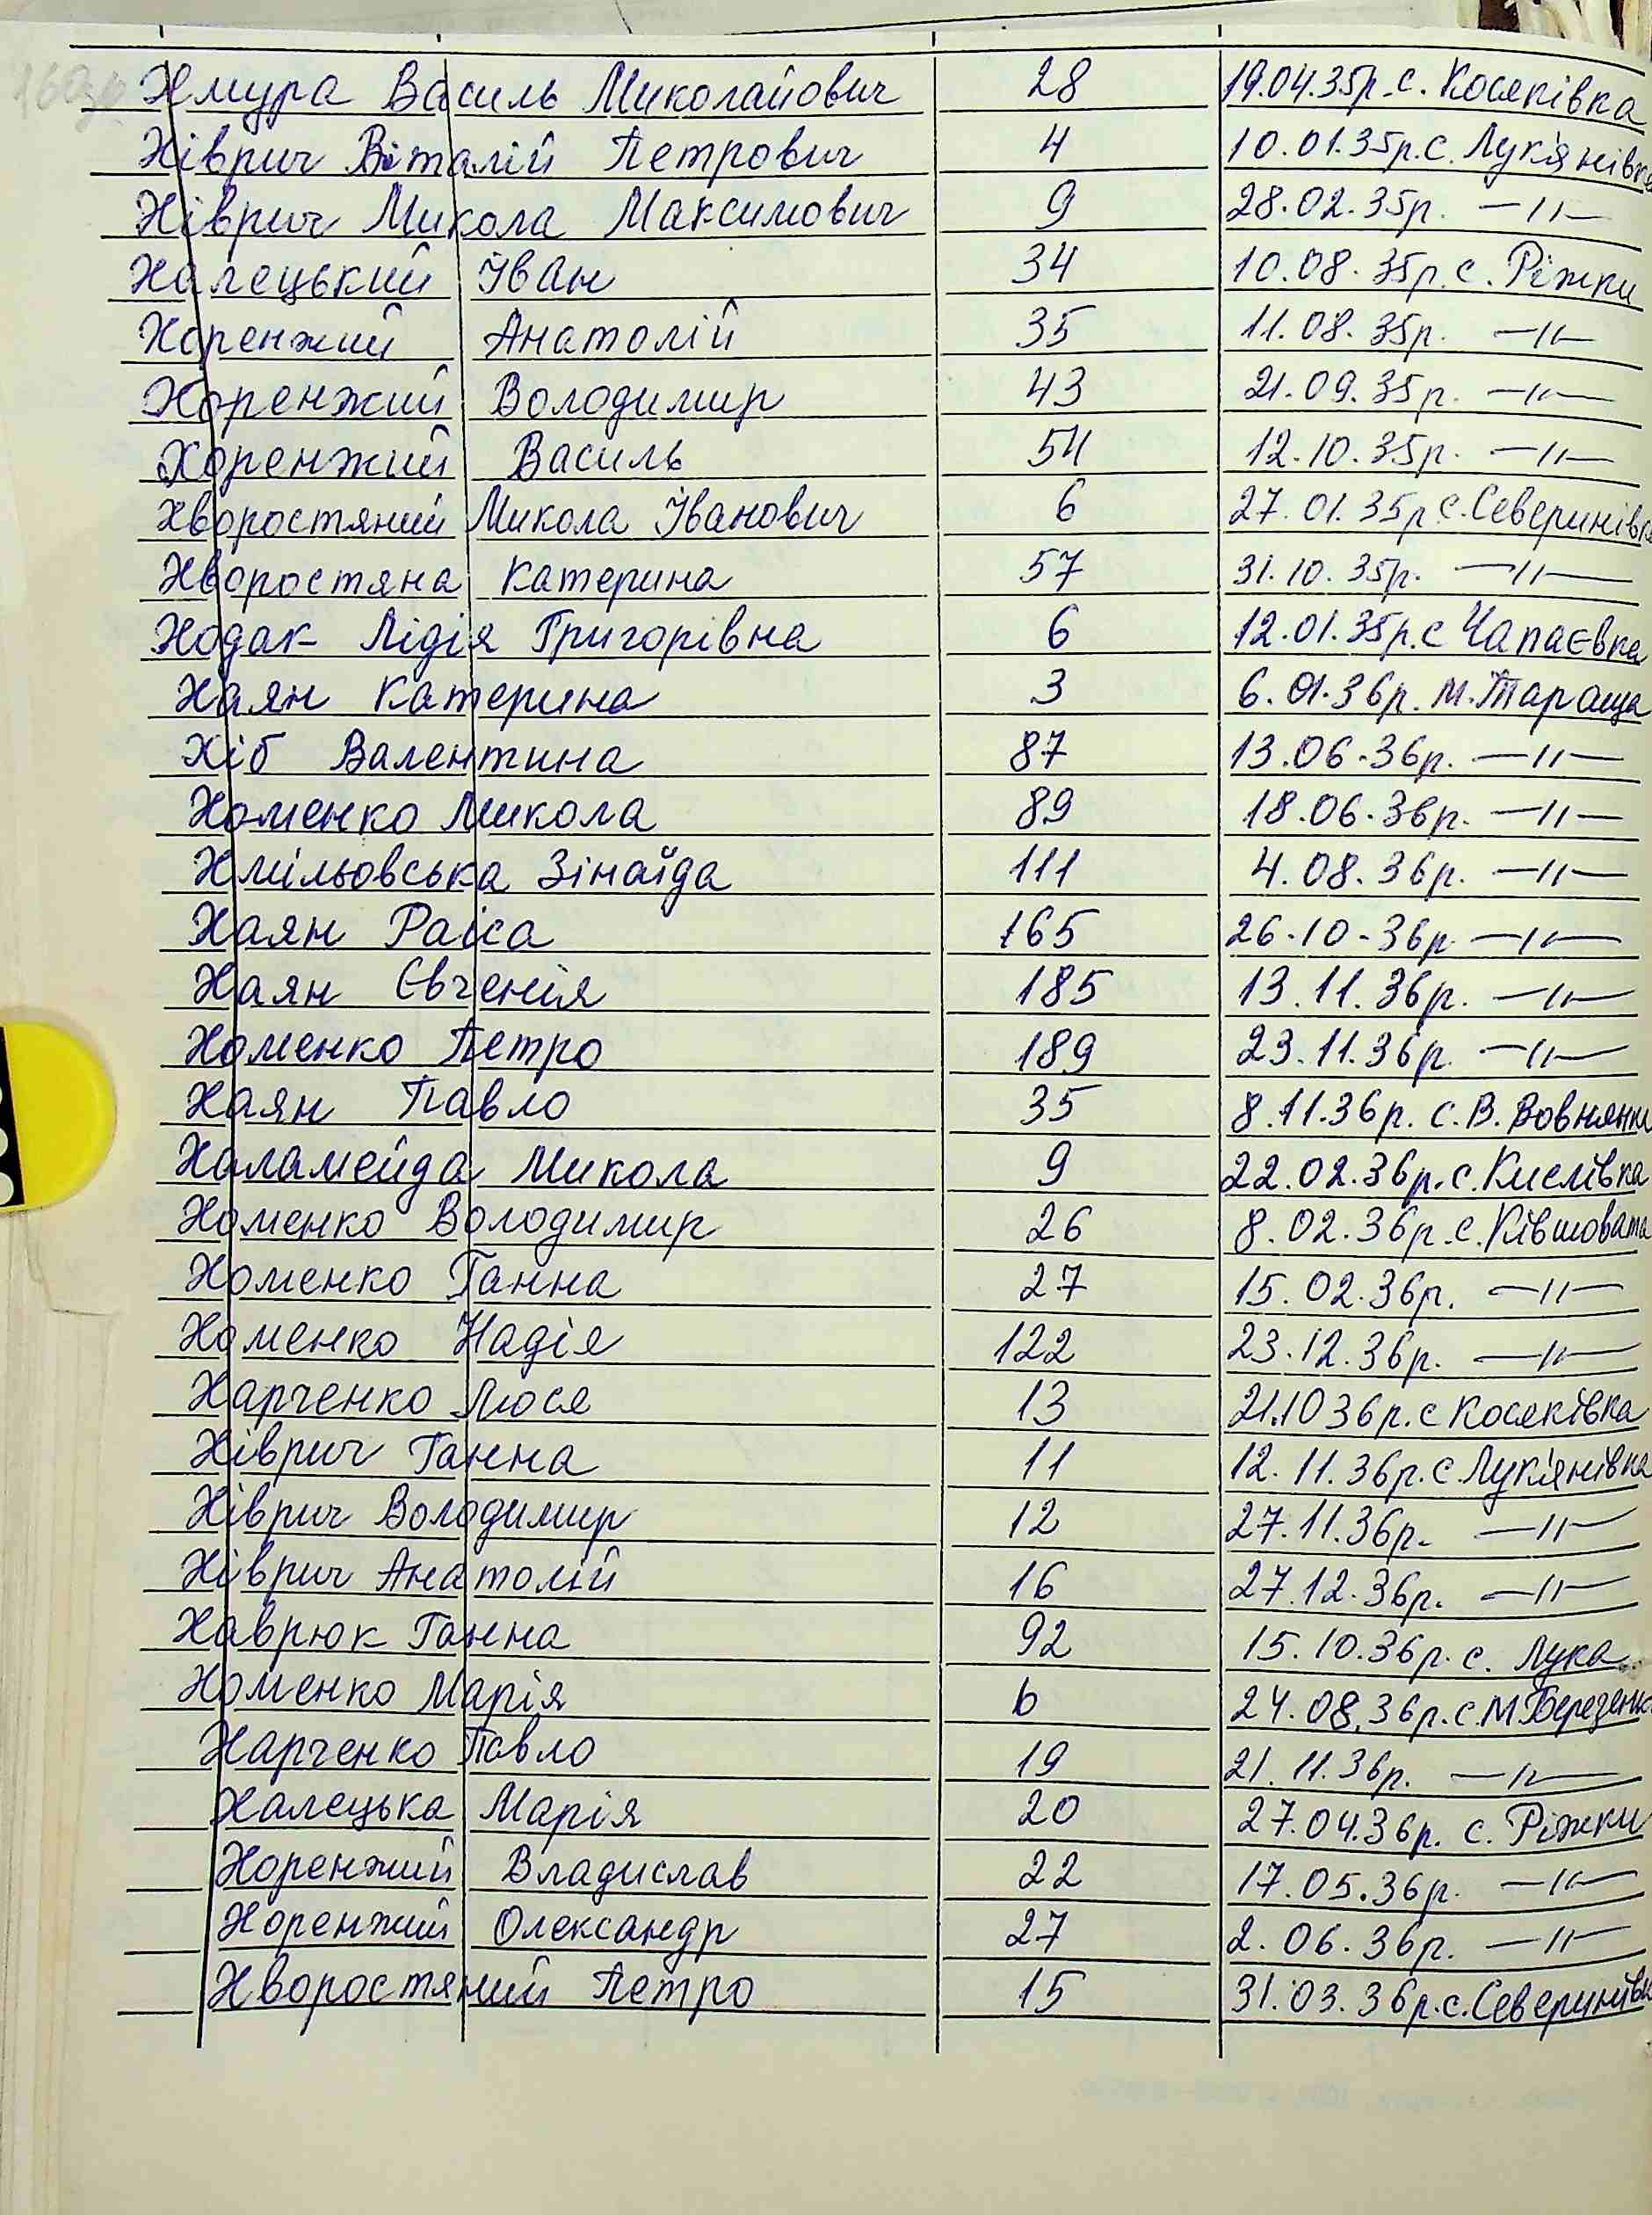 Хмура Василь Миколайович 28 19.04.35р. с. Косяківка
Хіврич Віталій Петрович 4 10.01.35р. с. Лук'янівка
Хіврич Микола Максимович 9 28.02.35р. —//—
Халецький Іван 34 10.08.35р. с. Ріжки
Хоренжий Анатолій 35 11.08.35р. —//—
Хоренжий Володимир 43 21.09.35р. —//—
Хоренжий Василь 54 12.10.35р. —//—
Хворостяний Микола Іванович 6 27.01.35р с. Северинівка
Хворостяна Катерина 57 31.10.35р. —//—
Ходак Лідія Григорівна 6 12.01.35р. с Чапаєвка
Хаян Катерина 3 6.01.36р. м. Тараща
Хіб Валентина 87 13.06.36р. —//—
Хоменко Микола 89 18.06.36р. —//—
Хмільовська Зінаїда 111 4.08.36р. —//—
Хаян Раїса 165 26.10.36р —//—
Хаян Євгенія 185 13.11.36р. —//—
Хоменко Петро 189 23.11.36р. —//—
Хаян Павло 35 8.11.36р. с. В. Вовнянка
Халамейда Микола 9 22.02.36р. с. Кислівка
Хоменко Володимир 26 8.02.36р. с. Ківшовата
Хоменко Ганна 27 15.02.36р. —//—
Хоменко Надія 122 23.12.36р. —//—
Харченко Люся 13 21.10 36р. с Косяківка
Хіврич Ганна 11 12.11.36р. с Лук'янівка
Хіврич Володимир 12 27.11.36р. —//—
Хіврич Анатолій 16 27.12.36р. —//—
Хаврюк Ганна 92 15.10.36р. с. Лука
Хоменко Марія 6 24.08.36р. с. М Березянк
Харченко Павло 19 21.11.36р. —//—
Халецька Марія 20 27.04.36р. с. Ріжки
Хоренжий Владислав 22 17.05.36р. —//—
Хоренжий Олександр 27 2.06.36р. —//—
Хворостяний Петро 15 31.03.36р. с. Северинівк